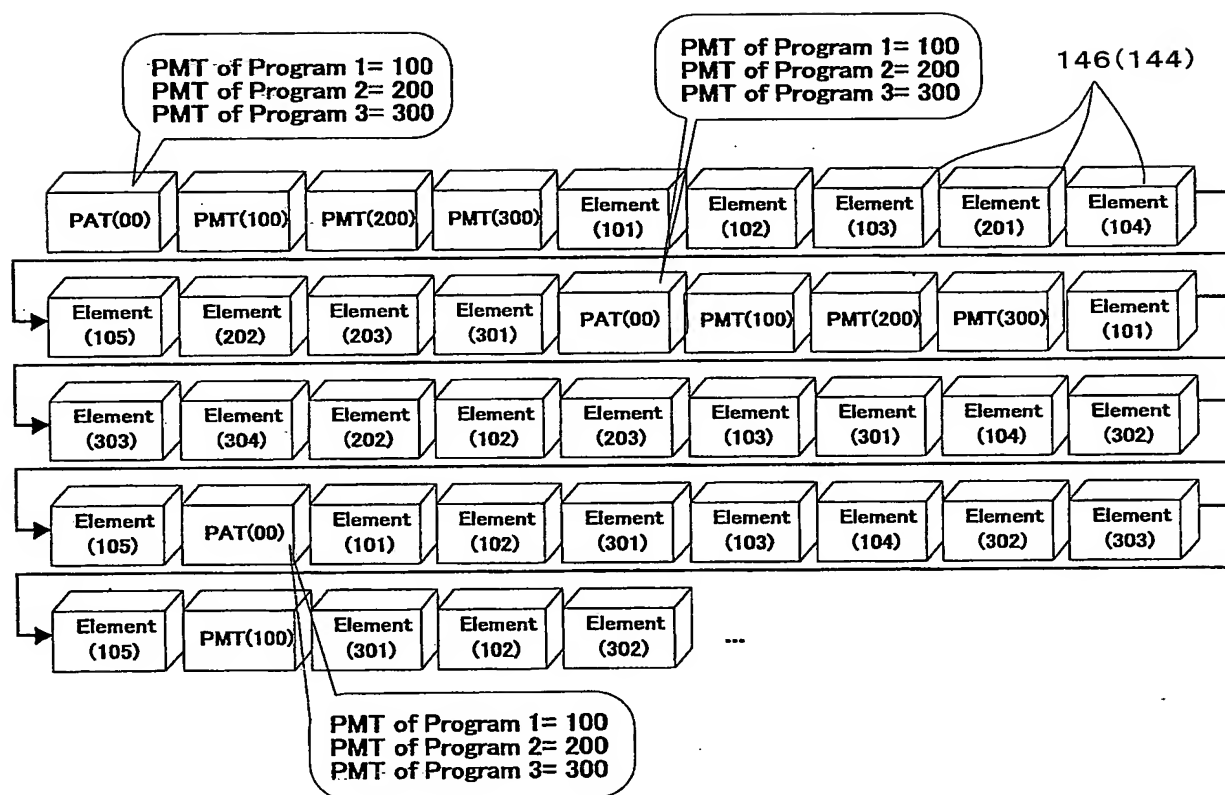 PMT of Program 1= 100
PMT of Program 2= 200
PMT of Program 3= 300
PMT of Program 1= 100
PMT of Program 2= 200
PMT of Program 3= 300
146(144)
PAT(00) PMT(100) PMT(200) PMT(300) Element (101) Element (102) Element (103) Element (201) Element (104)
Element (105) Element (202) Element (203) Element (301) PAT(00) PMT(100) PMT(200) PMT(300) Element (101)
Element (303) Element (304) Element (202) Element (102) Element (203) Element (103) Element (301) Element (104) Element (302)
Element (105) PAT(00) Element (101) Element (102) Element (301) Element (103) Element (104) Element (302) Element (303)
Element (105) PMT(100) Element (301) Element (102) Element (302) ...
PMT of Program 1= 100
PMT of Program 2= 200
PMT of Program 3= 300